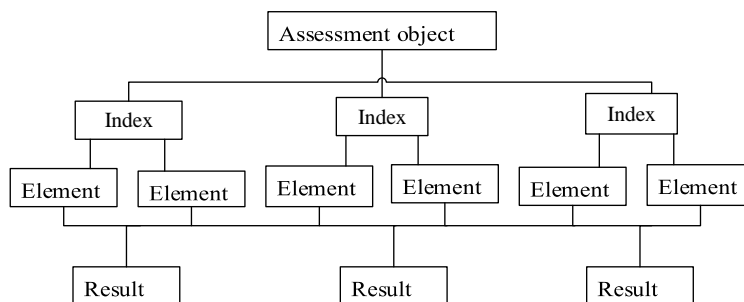 Assessment object
Index
Index
Index
Element
Element
Element
Element
Element
Element
Result
Result
Result